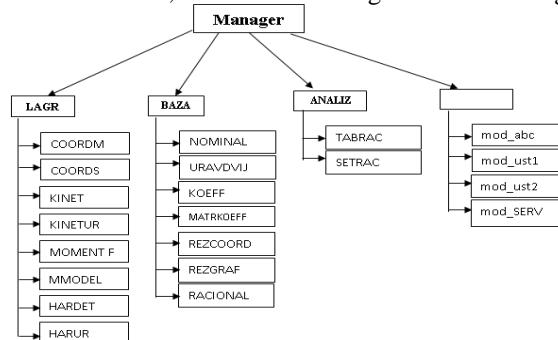 Manager
LAGR
COORDM
COORDS
KINET
KINETUR
MOMENT F
MMODEL
HARDET
HARUR
BAZA
NOMINAL
URAVDVIJ
KOEFF
MATRKOEFF
REZCOORD
REZGRAF
RACIONAL
ANALIZ
TABRAC
SETRAC
mod_abc
mod_ust1
mod_ust2
mod_SERV